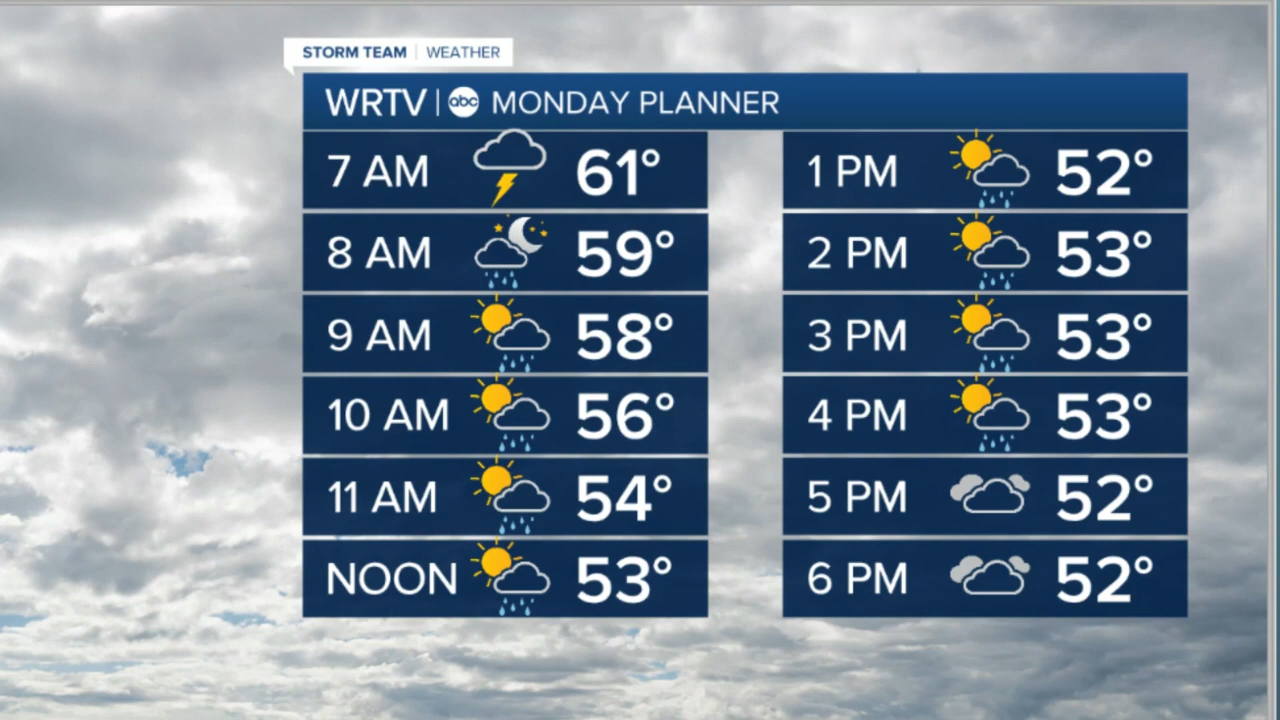 STORM TEAM | WEATHER
WRTV | abc MONDAY PLANNER
7 AM 61°
8 AM 59°
9 AM 58°
10 AM 56°
11 AM 54°
NOON 53°
1 PM 52°
2 PM 53°
3 PM 53°
4 PM 53°
5 PM 52°
6 PM 52°